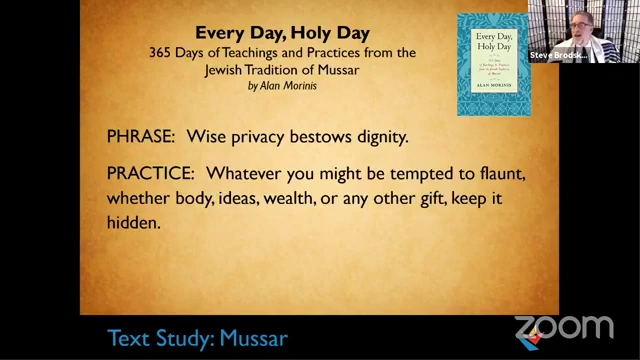 Every Day, Holy Day
365 Days of Teachings and Practices from the
Jewish Tradition of Mussar
by Alan Morinis
Every Day,
Holy Day
ALAN MORINIS
Steve Brodsk...
PHRASE: Wise privacy bestows dignity.
PRACTICE: Whatever you might be tempted to flaunt,
whether body, ideas, wealth, or any other gift, keep it
hidden.
Text Study: Mussar
zoom